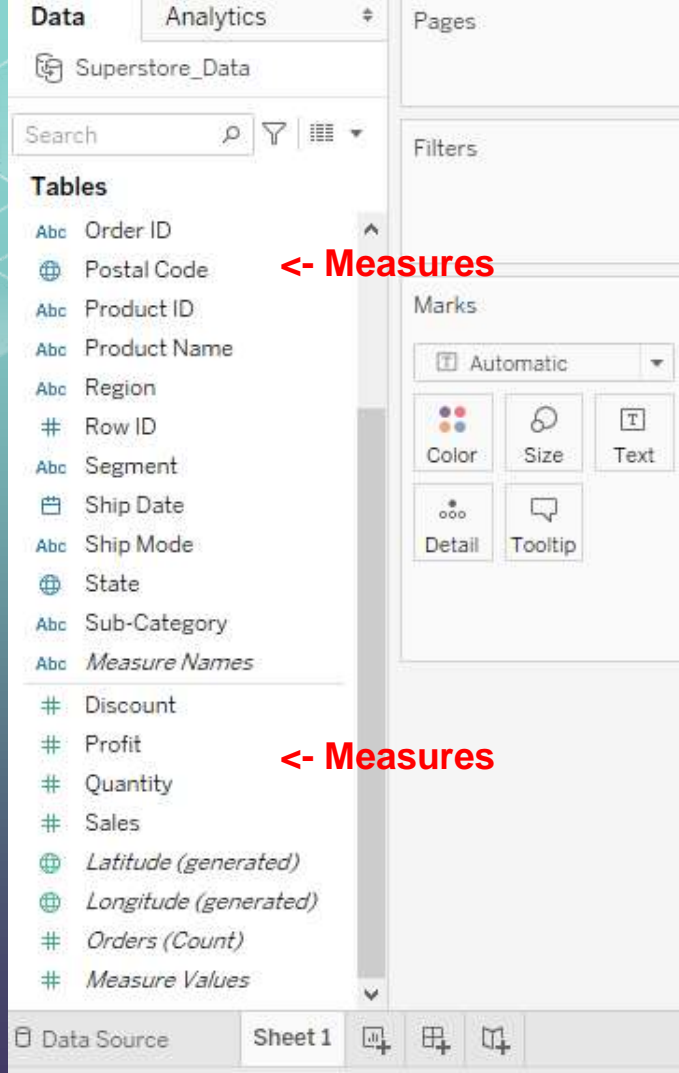 Data Analytics
Superstore_Data
Search
Tables
Abc Order ID
Postal Code
Abc Product ID
Abc Product Name
Abc Region
# Row ID
Abc Segment
Ship Date
Abc Ship Mode
State
Abc Sub-Category
Abc Measure Names
# Discount
# Profit
# Quantity
# Sales
Latitude (generated)
Longitude (generated)
# Orders (Count)
# Measure Values
<- Measures
<- Measures
Pages
Filters
Marks
T Automatic
Color Size T Text
Detail Tooltip
Data Source Sheet 1